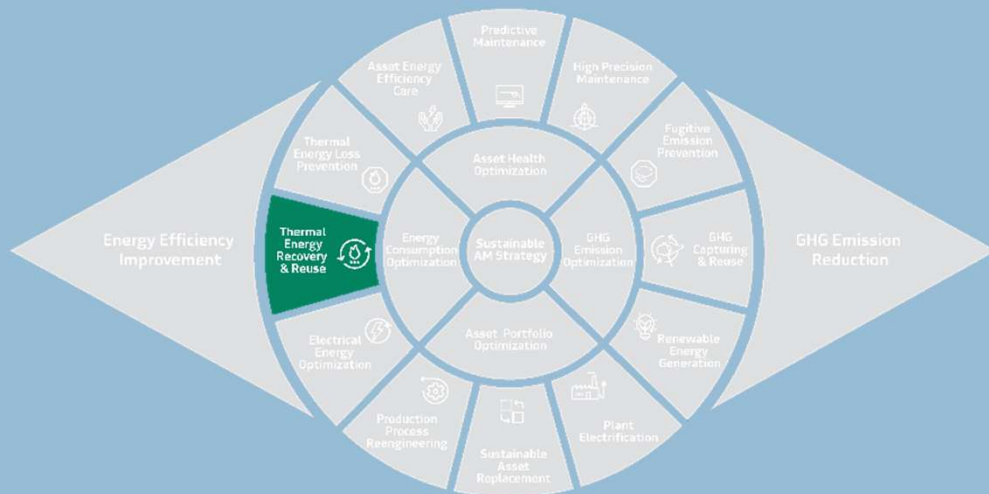 Predictive
Maintenance
Asset Energy
Efficiency
Care
High Precision
Maintenance
Thermal
Energy Loss
Prevention
Fugitive
Emission
Prevention
Asset Health
Optimization
Energy Efficiency
Improvement
Thermal
Energy
Recovery
& Reuse
Energy
Consumption
Optimization
Sustainable
AM Strategy
GHG
Emission
Optimization
GHG
Capturing
& Reuse
GHG Emission
Reduction
Asset Portfolio
Optimization
Electrical
Energy
Optimization
Renewable
Energy
Generation
Production
Process
Reengineering
Sustainable
Asset
Replacement
Plant
Electrification